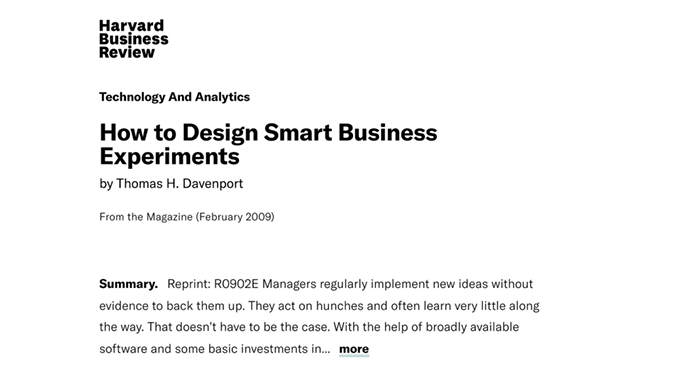 Harvard
Business
Review
Technology And Analytics
How to Design Smart Business
Experiments
by Thomas H. Davenport
From the Magazine (February 2009)
Summary. Reprint: R0902E Managers regularly implement new ideas without
evidence to back them up. They act on hunches and often learn very little along
the way. That doesn't have to be the case. With the help of broadly available
software and some basic investments in... more